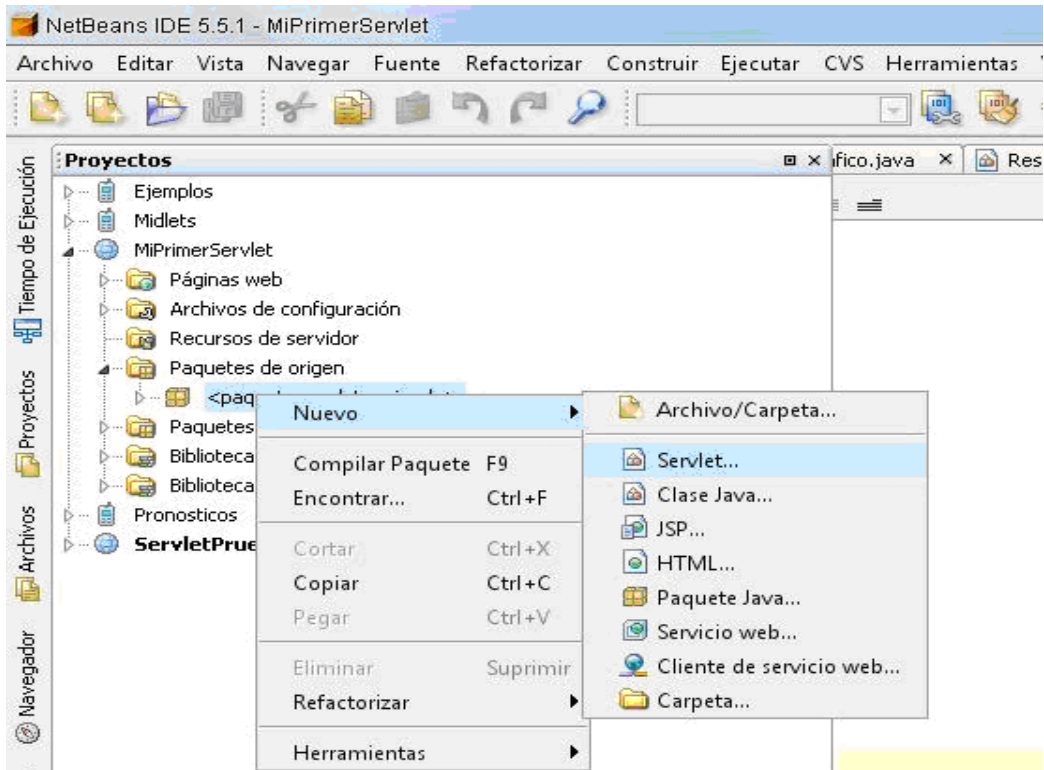 NetBeans IDE 5.5.1 - MiPrimerServlet
Archivo Editar Vista Navegar Fuente Refactorizar Construir Ejecutar CVS Herramientas
Tiempo de Ejecución
Proyectos
Archivos
Navegador
Proyectos
fico.java
Res
Ejemplos
Midlets
MiPrimerServlet
Páginas web
Archivos de configuración
Recursos de servidor
Paquetes de origen
<paq
Paquetes
Biblioteca
Biblioteca
Pronosticos
ServletPrue
Nuevo
Compilar Paquete F9
Encontrar... Ctrl+F
Cortar Ctrl+X
Copiar Ctrl+C
Pegar Ctrl+V
Eliminar Suprimir
Refactorizar
Herramientas
Archivo/Carpeta...
Servlet...
Clase Java...
JSP...
HTML...
Paquete Java...
Servicio web...
Cliente de servicio web...
Carpeta...